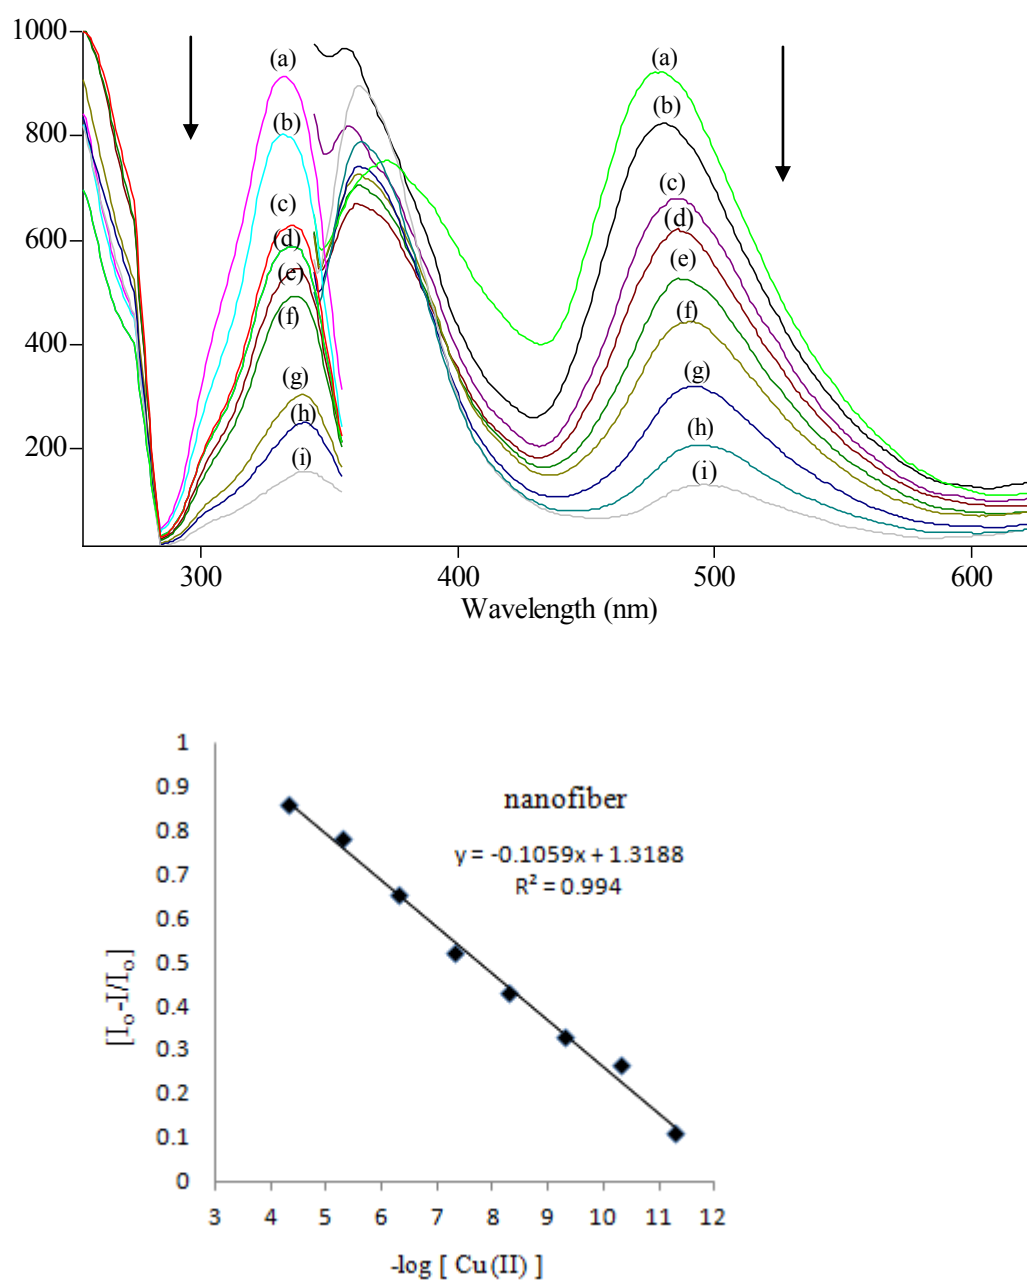 1000
800
600
400
200
(a)
(b)
(c)
(d)
(e)
(f)
(g)
(h)
(i)
(a)
(b)
(c)
(d)
(e)
(f)
(g)
(h)
(i)
300 400 500 600
Wavelength (nm)
1
0.9
0.8
0.7
0.6
0.5
0.4
0.3
0.2
0.1
0
nanofiber
y = -0.1059x + 1.3188
R² = 0.994
[Iₒ-I/Iₒ]
3 4 5 6 7 8 9 10 11 12
-log [ Cu(II) ]